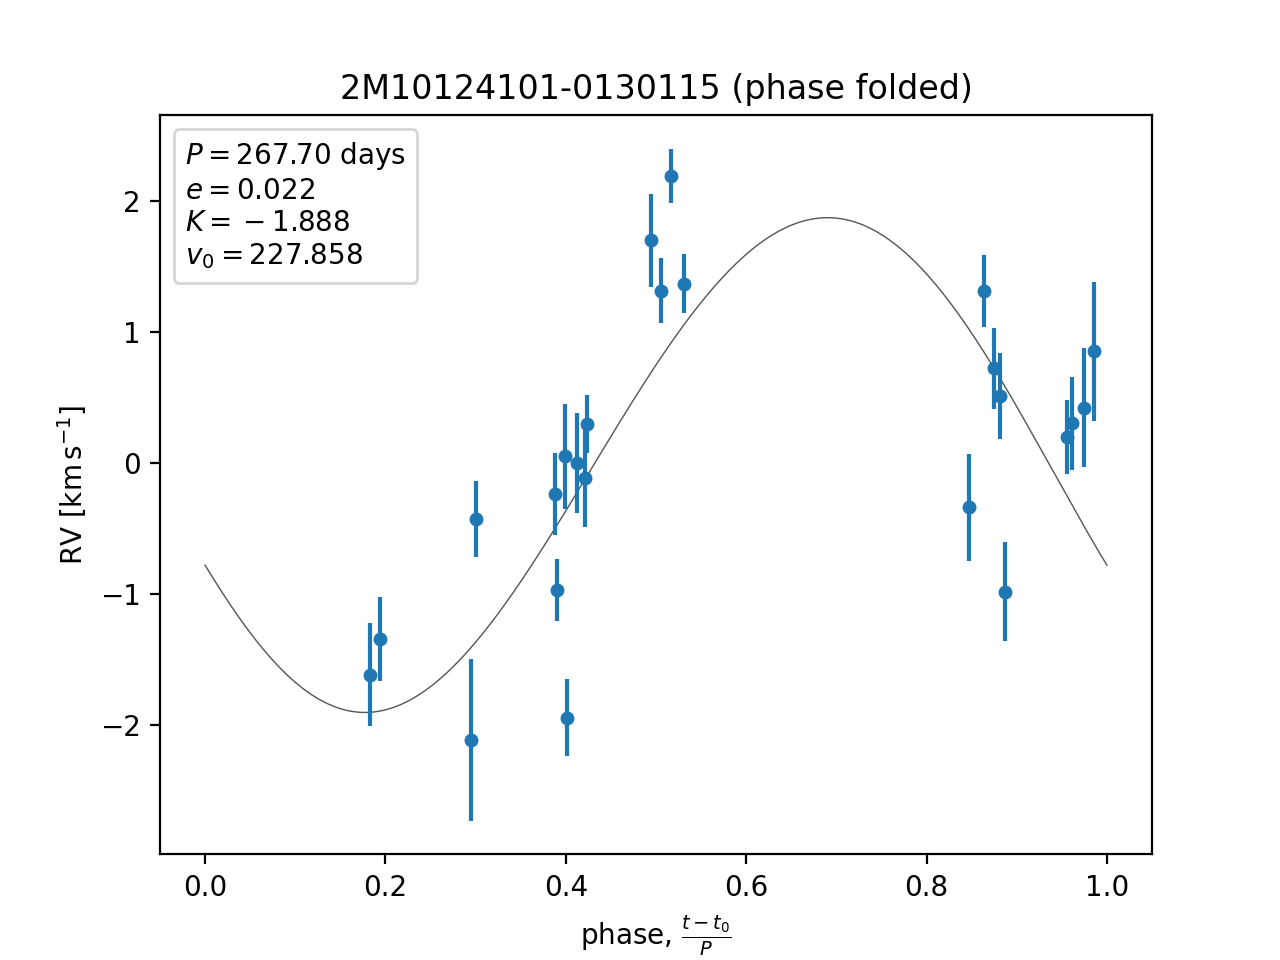 2M10124101-0130115 (phase folded)
P = 267.70 days
e = 0.022
K = −1.888
v₀ = 227.858
RV [km s⁻¹]
2
1
0
−1
−2
0.0 0.2 0.4 0.6 0.8 1.0
phase, (t − t₀)/P